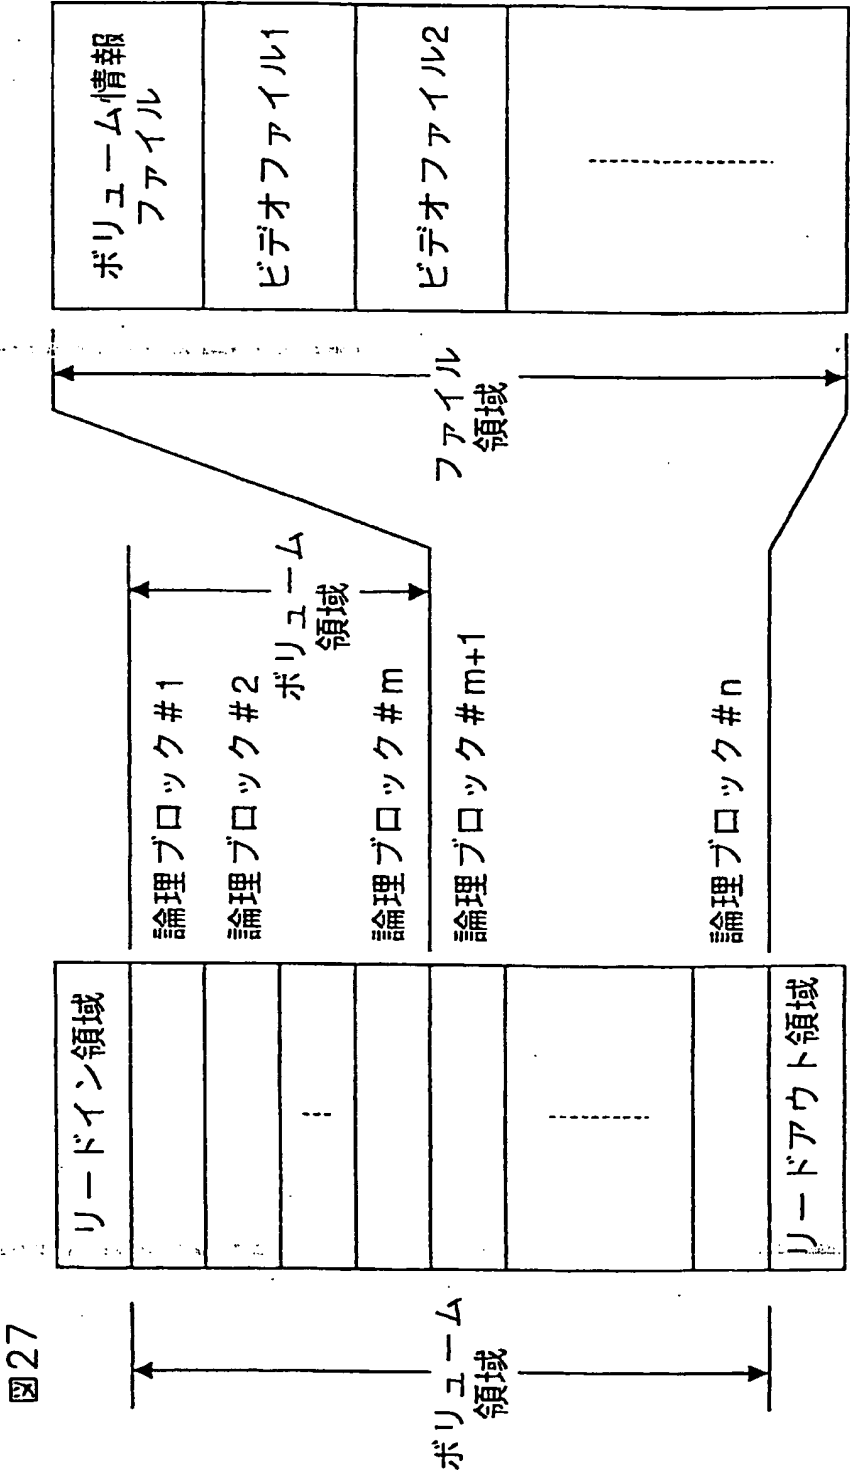 図27
ボリューム
領域
リードイン領域
リードアウト領域
論理ブロック#1
論理ブロック#2
論理ブロック#m
論理ブロック#m+1
論理ブロック#n
ボリューム
領域
ファイル
領域
ボリューム情報
ファイル
ビデオファイル1
ビデオファイル2